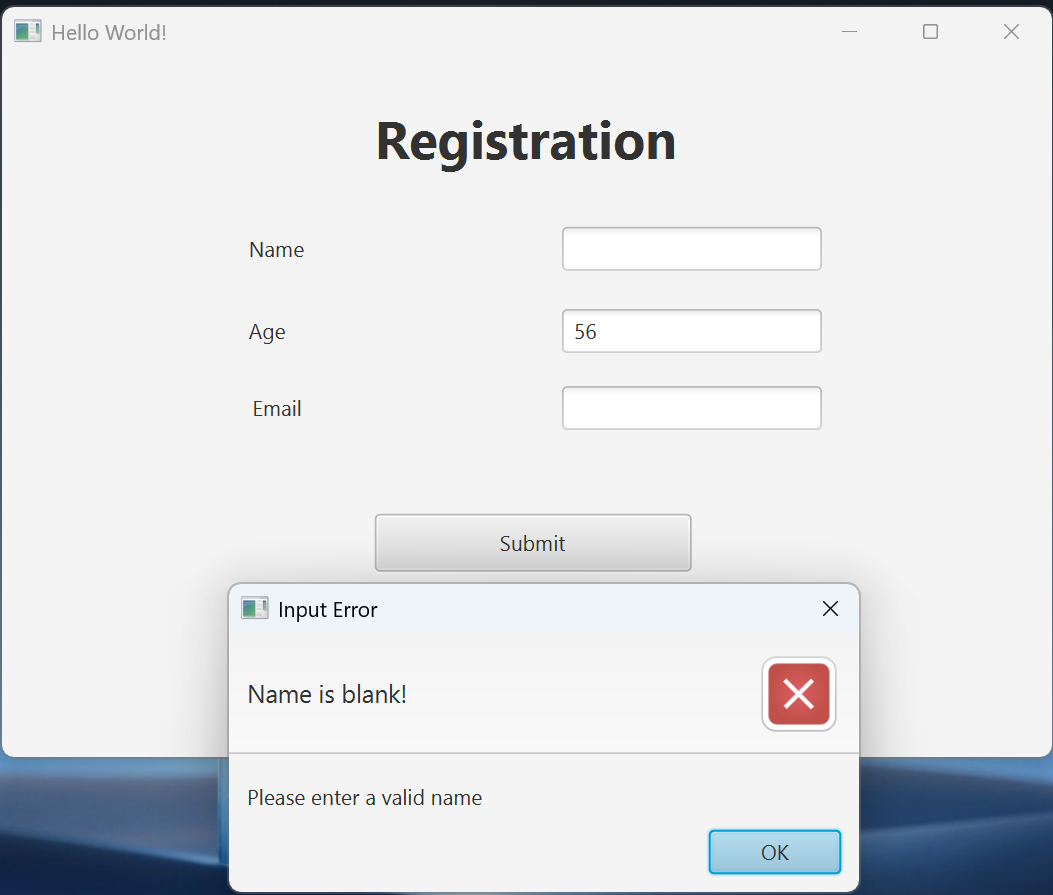 Hello World!
Registration
Name
Age
56
Email
Submit
Input Error
Name is blank!
Please enter a valid name
OK